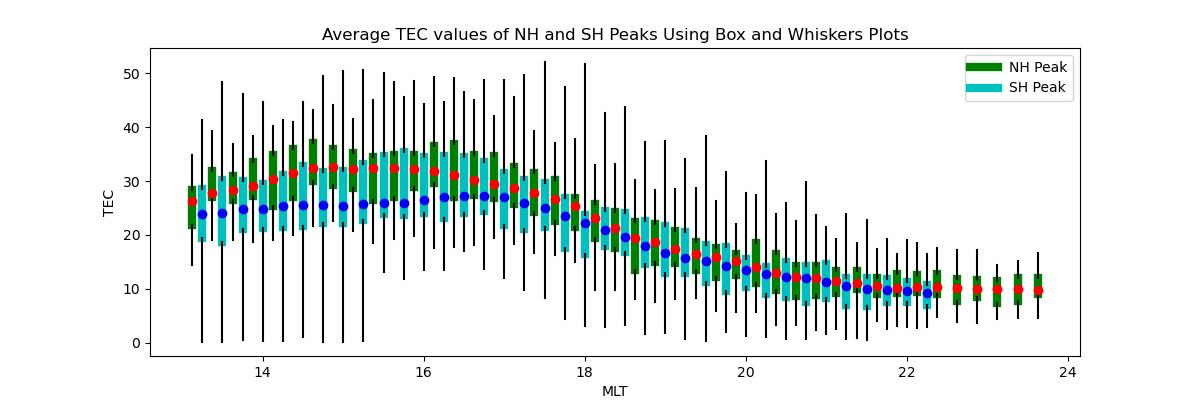 Average TEC values of NH and SH Peaks Using Box and Whiskers Plots
NH Peak
SH Peak
TEC
50
40
30
20
10
0
14 16 18 20 22 24
MLT